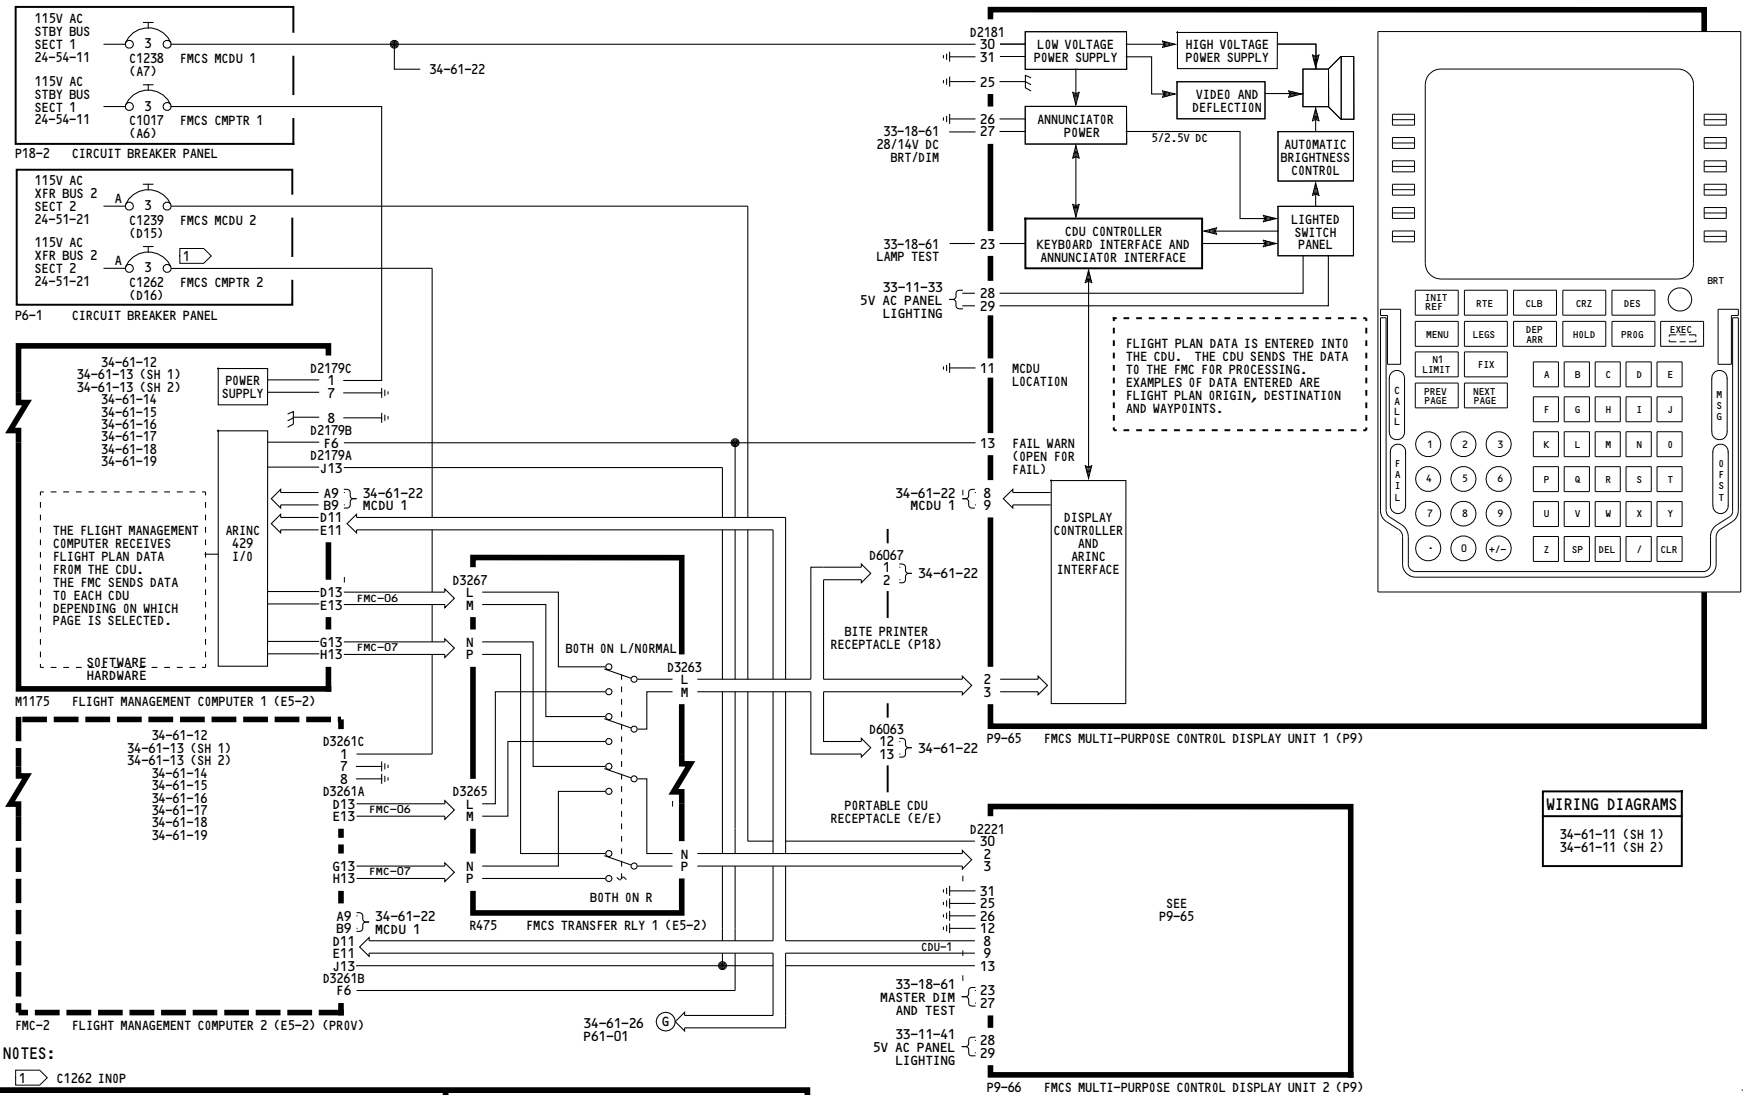 115V AC
STBY BUS
SECT 1
24-54-11
3
C1238
(A7)
FMCS MCDU 1
115V AC
STBY BUS
SECT 1
24-54-11
3
C1017
(A6)
FMCS CMPTR 1
P18-2 CIRCUIT BREAKER PANEL
34-61-22
115V AC
XFR BUS 2
SECT 2
24-51-21
A
3
C1239
(D15)
FMCS MCDU 2
115V AC
XFR BUS 2
SECT 2
24-51-21
A
3
1
C1262
(D16)
FMCS CMPTR 2
P6-1 CIRCUIT BREAKER PANEL
34-61-12
34-61-13 (SH 1)
34-61-13 (SH 2)
34-61-14
34-61-15
34-61-16
34-61-17
34-61-18
34-61-19
POWER
SUPPLY
D2179C
1
7
8
D2179B
F6
D2179A
J13
A9
B9
34-61-22
MCDU 1
D11
E11
ARINC
429
I/O
THE FLIGHT MANAGEMENT
COMPUTER RECEIVES
FLIGHT PLAN DATA
FROM THE CDU.
THE FMC SENDS DATA
TO EACH CDU
DEPENDING ON WHICH
PAGE IS SELECTED.
SOFTWARE
HARDWARE
D13
E13
FMC-06
G13
H13
FMC-07
M1175 FLIGHT MANAGEMENT COMPUTER 1 (E5-2)
34-61-12
34-61-13 (SH 1)
34-61-13 (SH 2)
34-61-14
34-61-15
34-61-16
34-61-17
34-61-18
34-61-19
D3261C
1
7
8
D3261A
D13
E13
FMC-06
G13
H13
FMC-07
A9
B9
34-61-22
MCDU 1
D11
E11
J13
D3261B
F6
FMC-2 FLIGHT MANAGEMENT COMPUTER 2 (E5-2) (PROV)
NOTES:
1 C1262 INOP
D3267
L
M
N
P
BOTH ON L/NORMAL
D3263
L
M
D3265
L
M
N
P
N
P
BOTH ON R
R475 FMCS TRANSFER RLY 1 (E5-2)
34-61-26
P61-01
G
D6067
1
2
34-61-22
BITE PRINTER
RECEPTACLE (P18)
D6063
12
13
34-61-22
PORTABLE CDU
RECEPTACLE (E/E)
D2181
30
31
25
26
27
33-18-61
28/14V DC
BRT/DIM
33-18-61
LAMP TEST
23
33-11-33
5V AC PANEL
LIGHTING
28
29
11
MCDU
LOCATION
13
FAIL WARN
(OPEN FOR
FAIL)
34-61-22
MCDU 1
8
9
2
3
LOW VOLTAGE
POWER SUPPLY
HIGH VOLTAGE
POWER SUPPLY
VIDEO AND
DEFLECTION
ANNUNCIATOR
POWER
5/2.5V DC
AUTOMATIC
BRIGHTNESS
CONTROL
LIGHTED
SWITCH
PANEL
CDU CONTROLLER
KEYBOARD INTERFACE AND
ANNUNCIATOR INTERFACE
FLIGHT PLAN DATA IS ENTERED INTO
THE CDU. THE CDU SENDS THE DATA
TO THE FMC FOR PROCESSING.
EXAMPLES OF DATA ENTERED ARE
FLIGHT PLAN ORIGIN, DESTINATION
AND WAYPOINTS.
DISPLAY
CONTROLLER
AND
ARINC
INTERFACE
P9-65 FMCS MULTI-PURPOSE CONTROL DISPLAY UNIT 1 (P9)
BRT
INIT
REF
RTE
CLB
CRZ
DES
MENU
LEGS
DEP
ARR
HOLD
PROG
EXEC
N1
LIMIT
FIX
PREV
PAGE
NEXT
PAGE
A B C D E
F G H I J
K L M N O
P Q R S T
U V W X Y
Z SP DEL / CLR
1 2 3
4 5 6
7 8 9
. 0 +/-
CALL
FAIL
MSG
OFST
D2221
30
2
3
31
25
26
12
8
9
13
CDU-1
33-18-61
MASTER DIM
AND TEST
23
27
33-11-41
5V AC PANEL
LIGHTING
28
29
SEE
P9-65
P9-66 FMCS MULTI-PURPOSE CONTROL DISPLAY UNIT 2 (P9)
WIRING DIAGRAMS
34-61-11 (SH 1)
34-61-11 (SH 2)